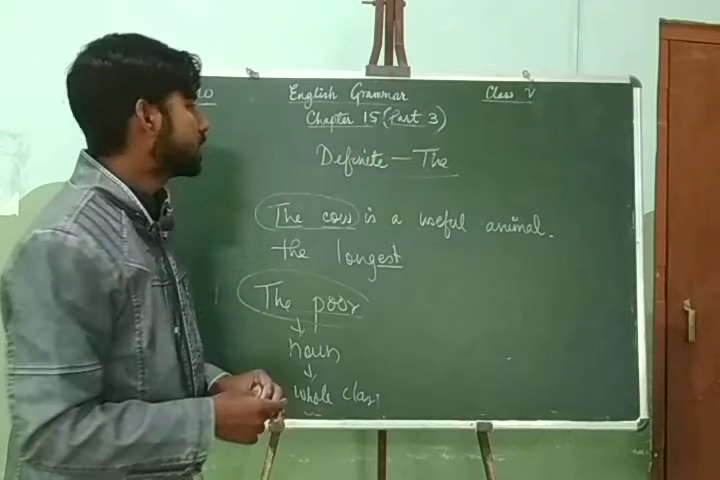 English Grammar Class V
Chapter 15 (Part 3)
Definite — The
The cow is a useful animal.
the longest
The poor
↓
noun
↓
whole class